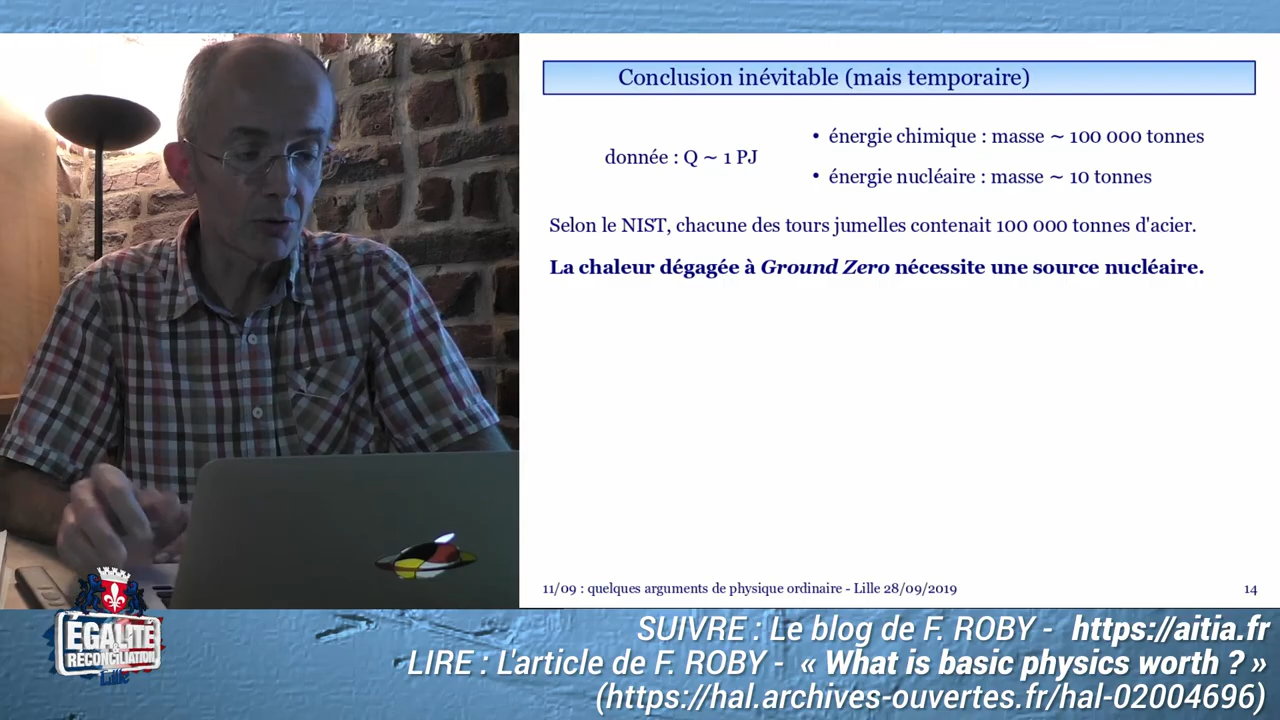 Conclusion inévitable (mais temporaire)
donnée : Q ~ 1 PJ
• énergie chimique : masse ~ 100 000 tonnes
• énergie nucléaire : masse ~ 10 tonnes
Selon le NIST, chacune des tours jumelles contenait 100 000 tonnes d'acier.
La chaleur dégagée à Ground Zero nécessite une source nucléaire.
11/09 : quelques arguments de physique ordinaire - Lille 28/09/2019
14
ÉGALITÉ
&
RÉCONCILIATION
Lille
SUIVRE : Le blog de F. ROBY - https://aitia.fr
LIRE : L'article de F. ROBY - « What is basic physics worth ? »
(https://hal.archives-ouvertes.fr/hal-02004696)